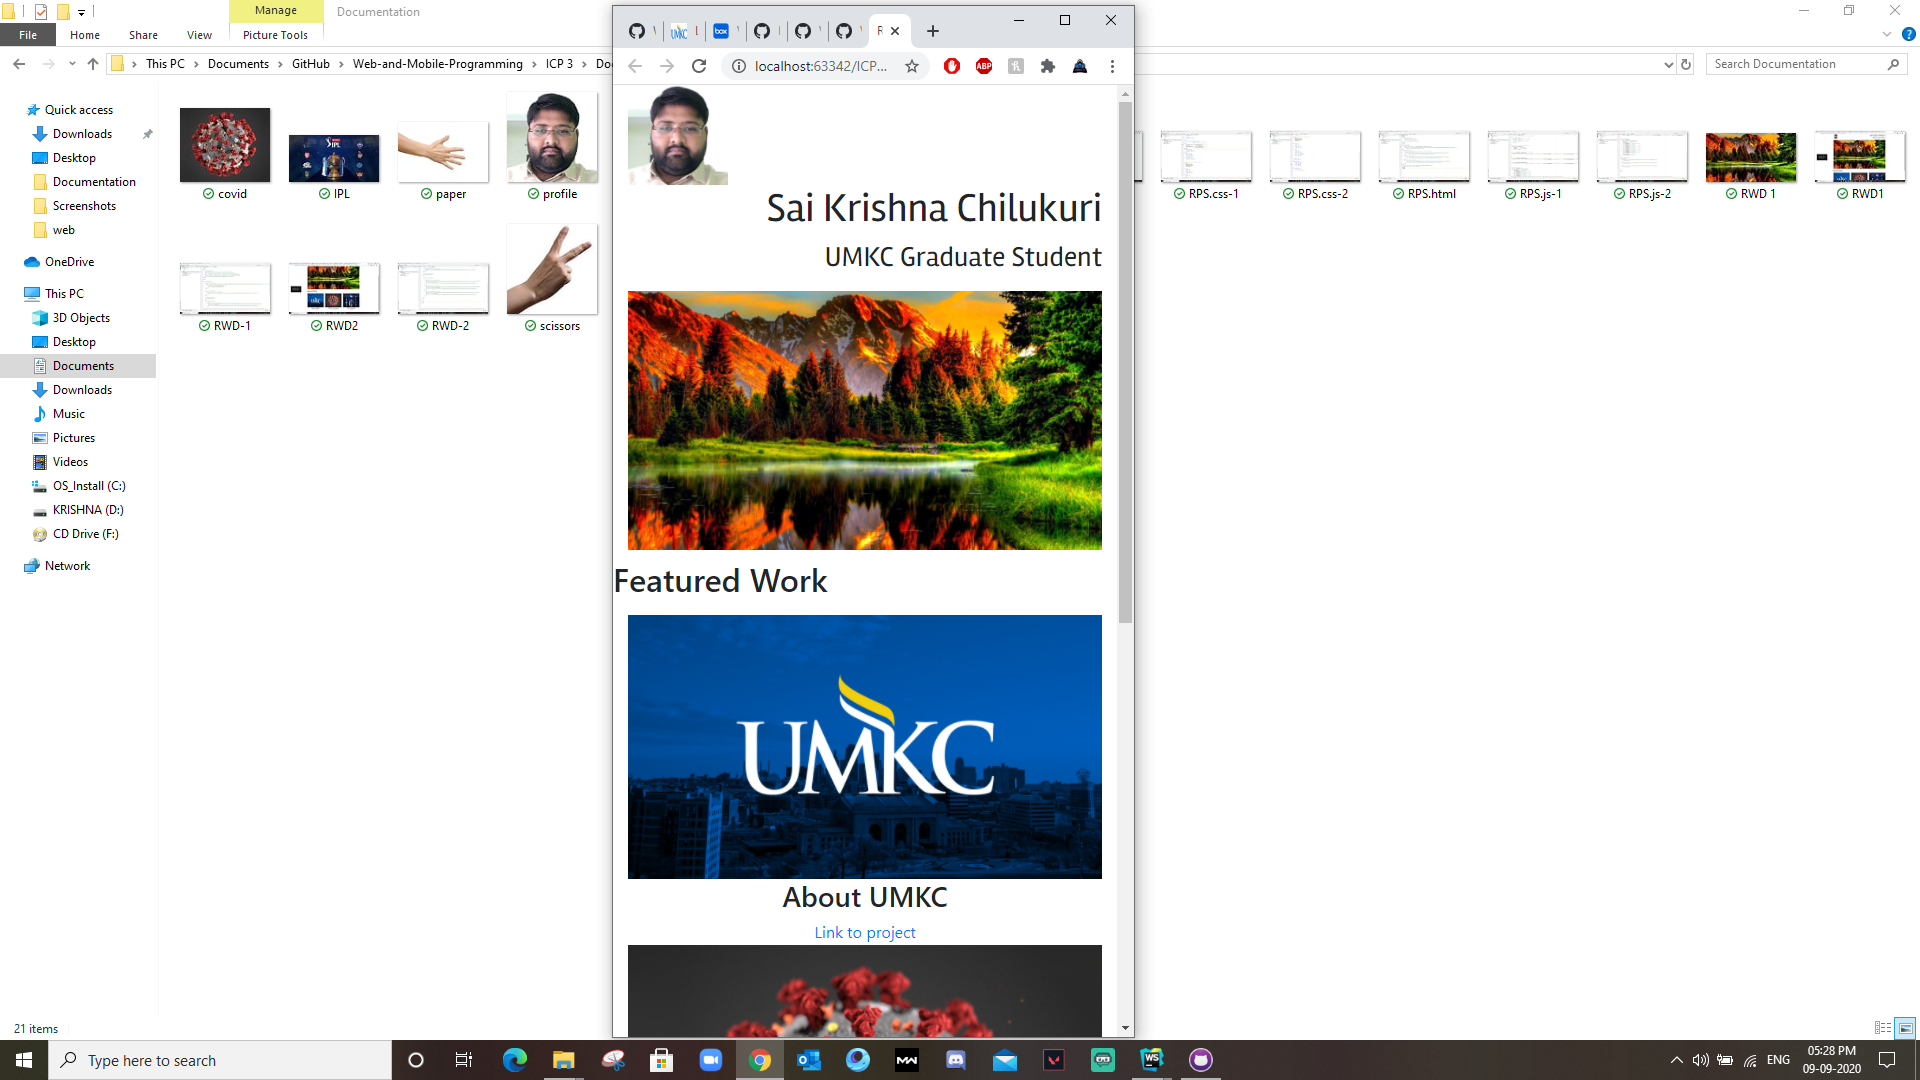 Manage
Documentation
File
Home
Share
View
Picture Tools
This PC
Documents
GitHub
Web-and-Mobile-Programming
ICP 3
Search Documentation
localhost:63342/ICP...
ABP
UMKC
box
Quick access
Downloads
Desktop
Documentation
Screenshots
web
OneDrive
This PC
3D Objects
Desktop
Documents
Downloads
Music
Pictures
Videos
OS_Install (C:)
KRISHNA (D:)
CD Drive (F:)
Network
covid
IPL
paper
profile
RPS.css-1
RPS.css-2
RPS.html
RPS.js-1
RPS.js-2
RWD 1
RWD1
RWD-1
RWD2
RWD-2
scissors
Sai Krishna Chilukuri
UMKC Graduate Student
Featured Work
UMKC
About UMKC
Link to project
21 items
Type here to search
ENG
05:28 PM
09-09-2020